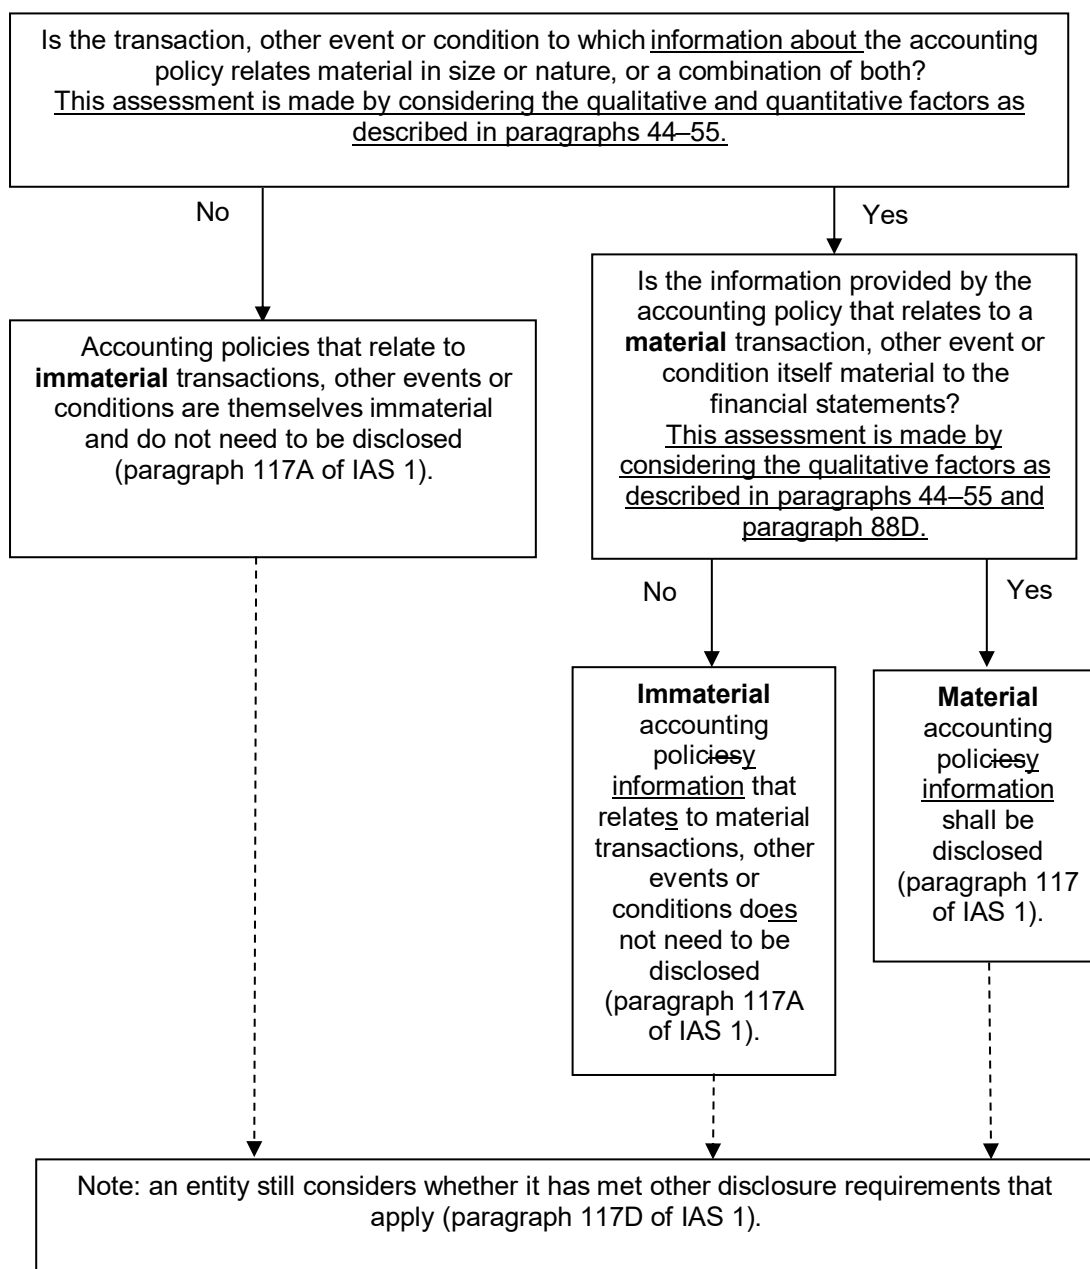 Is the transaction, other event or condition to which information about the accounting
policy relates material in size or nature, or a combination of both?
This assessment is made by considering the qualitative and quantitative factors as
described in paragraphs 44–55.
No
Yes
Accounting policies that relate to
immaterial transactions, other events or
conditions are themselves immaterial
and do not need to be disclosed
(paragraph 117A of IAS 1).
Is the information provided by the
accounting policy that relates to a
material transaction, other event or
condition itself material to the
financial statements?
This assessment is made by
considering the qualitative factors as
described in paragraphs 44–55 and
paragraph 88D.
No
Yes
Immaterial
accounting
policiesy
information that
relates to material
transactions, other
events or
conditions does
not need to be
disclosed
(paragraph 117A
of IAS 1).
Material
accounting
policiesy
information
shall be
disclosed
(paragraph 117
of IAS 1).
Note: an entity still considers whether it has met other disclosure requirements that
apply (paragraph 117D of IAS 1).